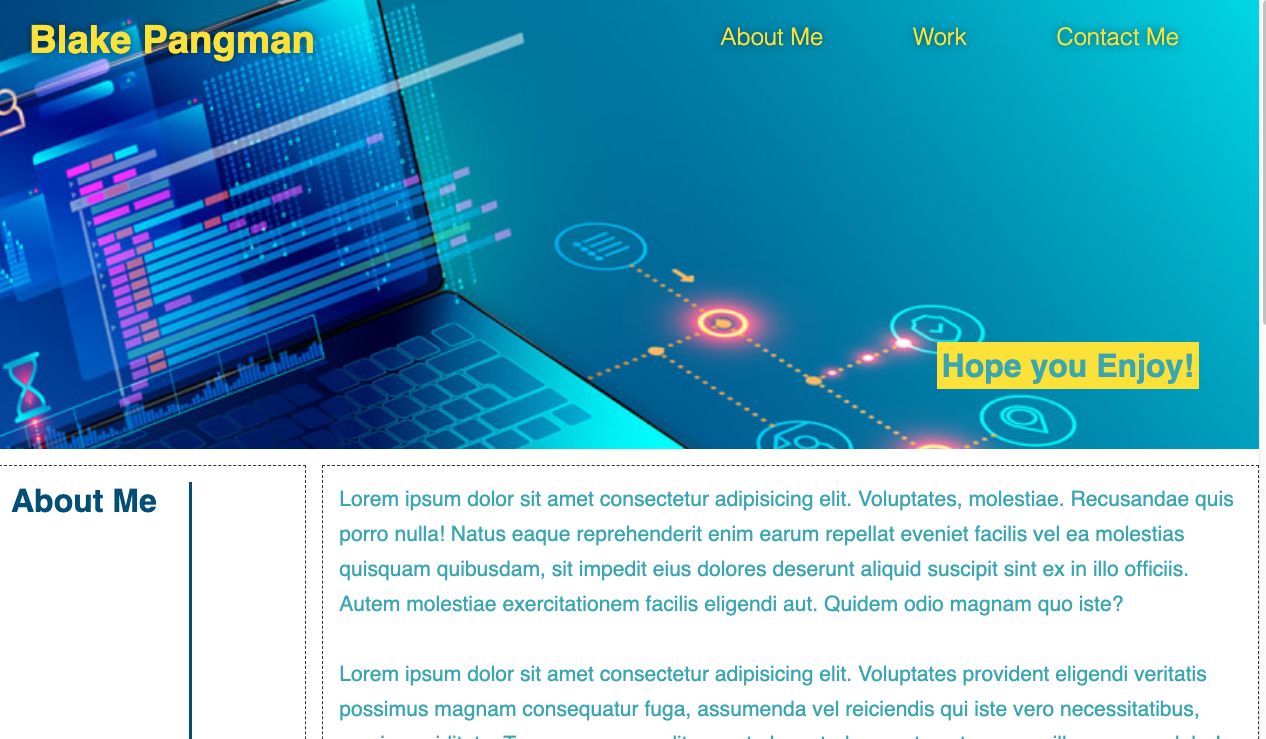 Blake Pangman
About Me
Work
Contact Me
Hope you Enjoy!
About Me
Lorem ipsum dolor sit amet consectetur adipisicing elit. Voluptates, molestiae. Recusandae quis
porro nulla! Natus eaque reprehenderit enim earum repellat eveniet facilis vel ea molestias
quisquam quibusdam, sit impedit eius dolores deserunt aliquid suscipit sint ex in illo officiis.
Autem molestiae exercitationem facilis eligendi aut. Quidem odio magnam quo iste?
Lorem ipsum dolor sit amet consectetur adipisicing elit. Voluptates provident eligendi veritatis
possimus magnam consequatur fuga, assumenda vel reiciendis qui iste vero necessitatibus,